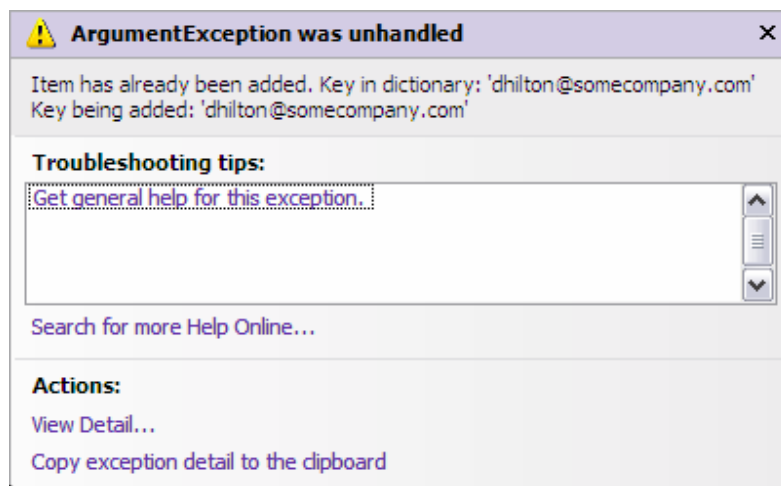 ArgumentException was unhandled
Item has already been added. Key in dictionary: 'dhilton@somecompany.com'
Key being added: 'dhilton@somecompany.com'
Troubleshooting tips:
Get general help for this exception.
Search for more Help Online...
Actions:
View Detail...
Copy exception detail to the clipboard